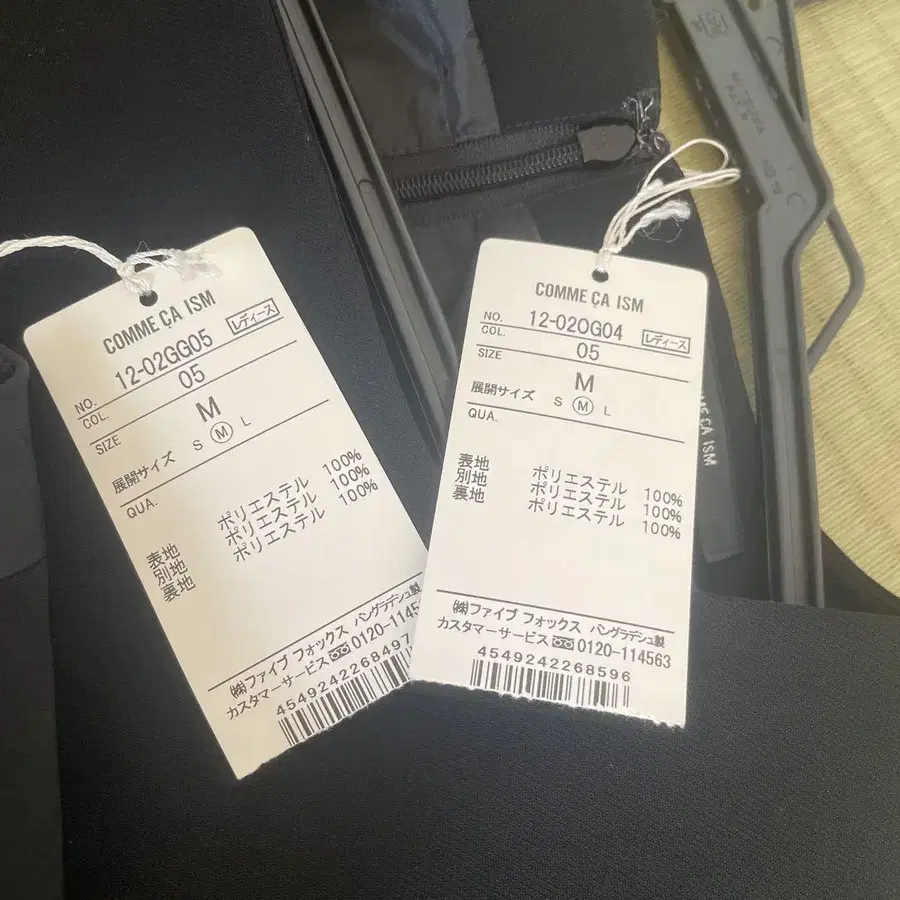 COMME ÇA ISM
レディース
NO. 12-02GG05
COL. 05
SIZE M
展開サイズ S M L
QUA.
表地 ポリエステル 100%
別地 ポリエステル 100%
裏地 ポリエステル 100%
㈱ファイブ フォックス バングラデシュ製
カスタマーサービス 0120-1145
4549242268497
COMME ÇA ISM
NO. 12-02OG04
レディース
COL. 05
SIZE M
展開サイズ S M L
QUA.
表地 ポリエステル 100%
別地 ポリエステル 100%
裏地 ポリエステル 100%
㈱ファイブ フォックス バングラデシュ製
カスタマーサービス 0120-114563
4549242268596
ÇA ISM